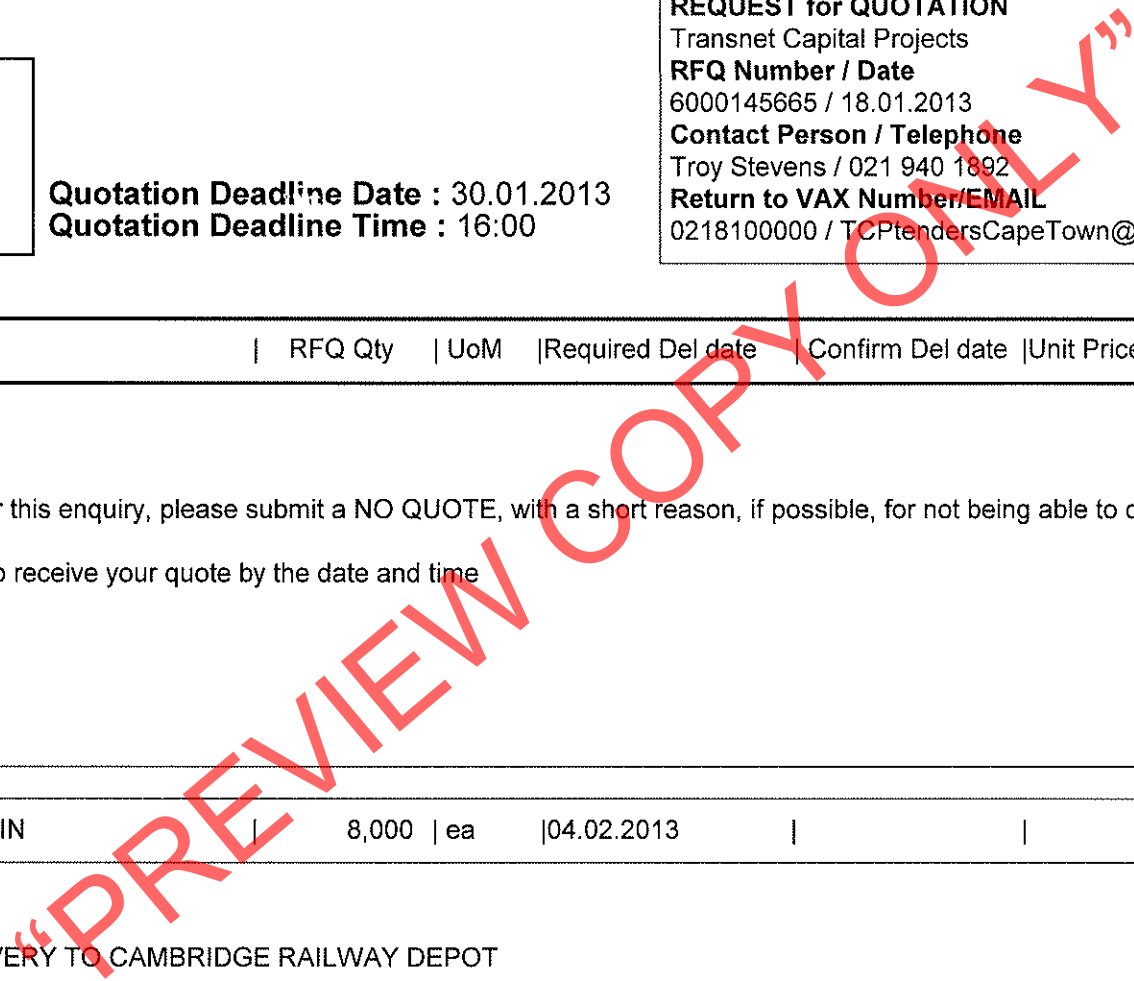 REQUEST for QUOTATION
Transnet Capital Projects
RFQ Number / Date
6000145665 / 18.01.2013
Contact Person / Telephone
Troy Stevens / 021 940 1892
Return to VAX Number/EMAIL
0218100000 / TCPtendersCapeTown@
Quotation Deadline Date : 30.01.2013
Quotation Deadline Time : 16:00
| RFQ Qty | UoM |Required Del date | Confirm Del date |Unit Price
this enquiry, please submit a NO QUOTE, with a short reason, if possible, for not being able to
receive your quote by the date and time
IN | 8,000 | ea |04.02.2013 | |
VERY TO CAMBRIDGE RAILWAY DEPOT
“PREVIEW COPY ONLY”